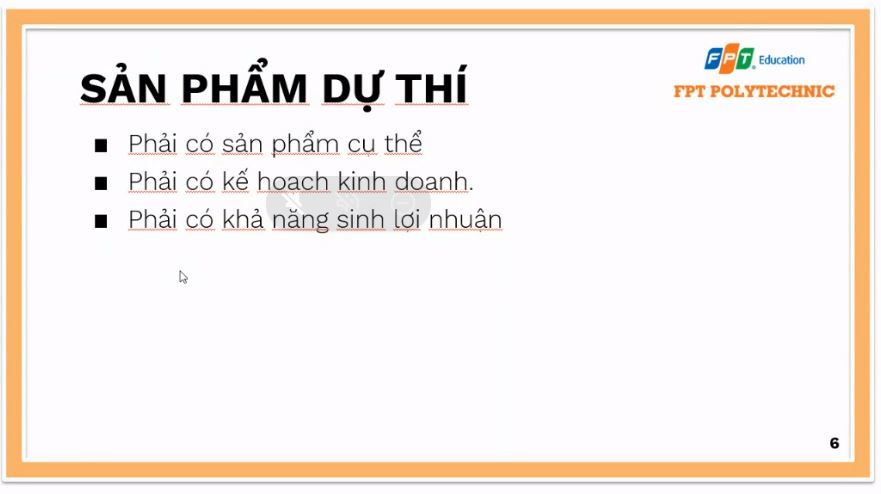 FPT Education
FPT POLYTECHNIC
SẢN PHẨM DỰ THÍ
Phải có sản phẩm cụ thể
Phải có kế hoạch kinh doanh.
Phải có khả năng sinh lợi nhuận
6